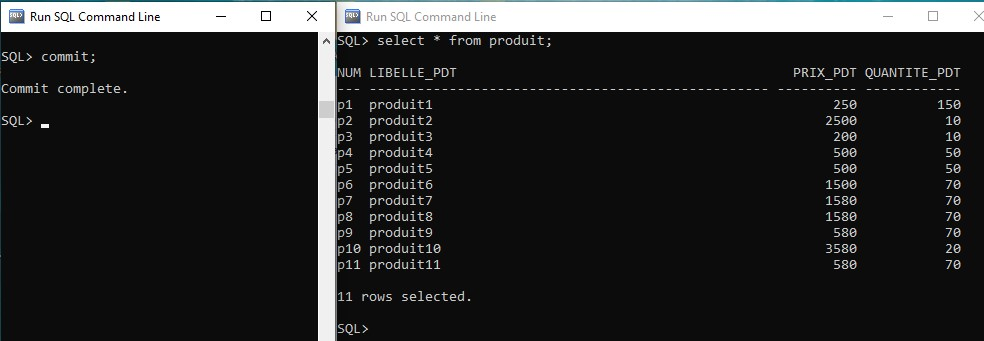 Run SQL Command Line
SQL> commit;
Commit complete.
SQL>
Run SQL Command Line
SQL> select * from produit;
NUM LIBELLE_PDT PRIX_PDT QUANTITE_PDT
--- -------------------------------------------------- ---------- ------------
p1 produit1 250 150
p2 produit2 2500 10
p3 produit3 200 10
p4 produit4 500 50
p5 produit5 500 50
p6 produit6 1500 70
p7 produit7 1580 70
p8 produit8 1580 70
p9 produit9 580 70
p10 produit10 3580 20
p11 produit11 580 70
11 rows selected.
SQL>